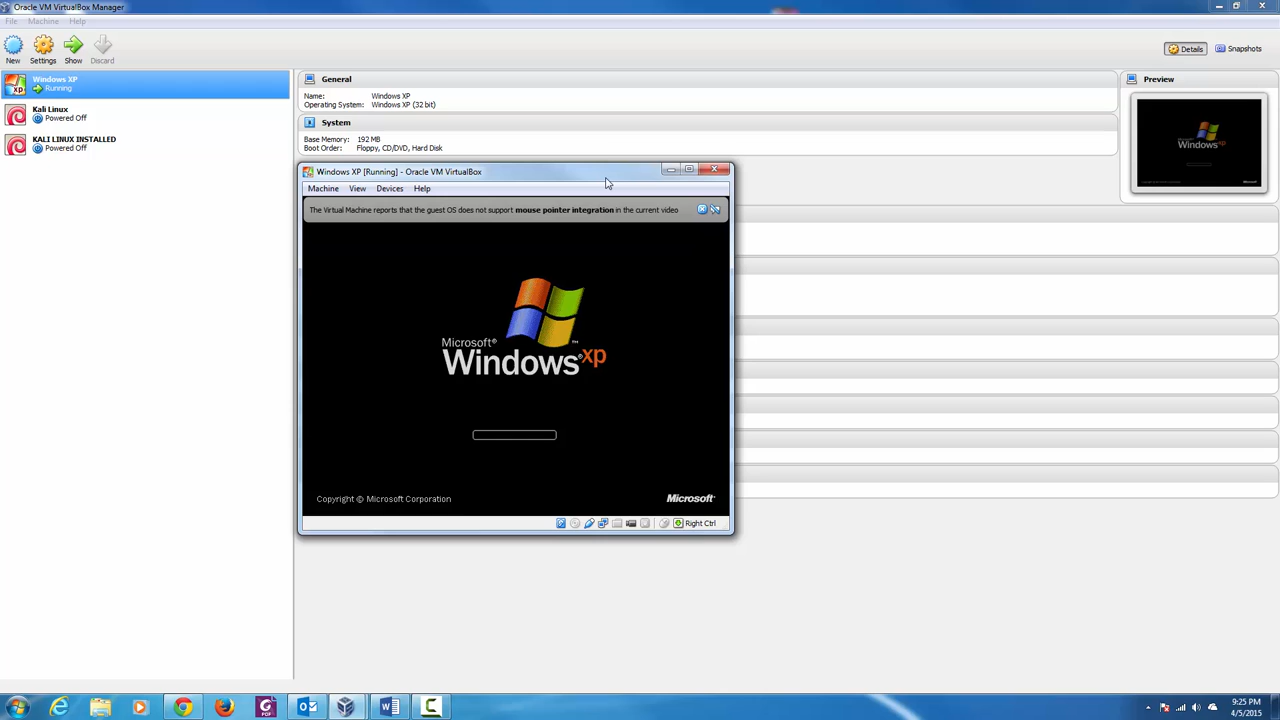 Oracle VM VirtualBox Manager
File Machine Help
New Settings Show Discard
Details Snapshots
Windows XP
Running
Kali Linux
Powered Off
KALI LINUX INSTALLED
Powered Off
General
Name: Windows XP
Operating System: Windows XP (32 bit)
System
Base Memory: 192 MB
Boot Order: Floppy, CD/DVD, Hard Disk
Preview
Windows XP [Running] - Oracle VM VirtualBox
Machine View Devices Help
The Virtual Machine reports that the guest OS does not support mouse pointer integration in the current video
Microsoft®
Windows®xp™
Copyright © Microsoft Corporation
Microsoft®
Right Ctrl
9:25 PM
4/5/2015